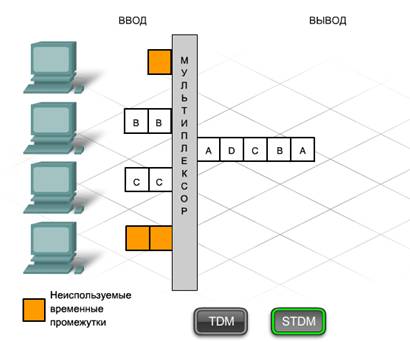 ВВОД
ВЫВОД
МУЛЬТИПЛЕКСОР
B B
A D C B A
C C
Неиспользуемые
временные
промежутки
TDM
STDM